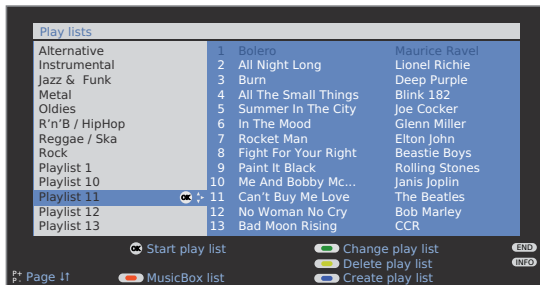 Play lists
Alternative 1 Bolero Maurice Ravel
Instrumental 2 All Night Long Lionel Richie
Jazz & Funk 3 Burn Deep Purple
Metal 4 All The Small Things Blink 182
Oldies 5 Summer In The City Joe Cocker
R'n'B / HipHop 6 In The Mood Glenn Miller
Reggae / Ska 7 Rocket Man Elton John
Rock 8 Fight For Your Right Beastie Boys
Playlist 1 9 Paint It Black Rolling Stones
Playlist 10 10 Me And Bobby Mc... Janis Joplin
Playlist 11 OK 11 Can't Buy Me Love The Beatles
Playlist 12 12 No Woman No Cry Bob Marley
Playlist 13 13 Bad Moon Rising CCR
OK Start play list Change play list END
Delete play list INFO
P+ P- Page ↓↑ MusicBox list Create play list